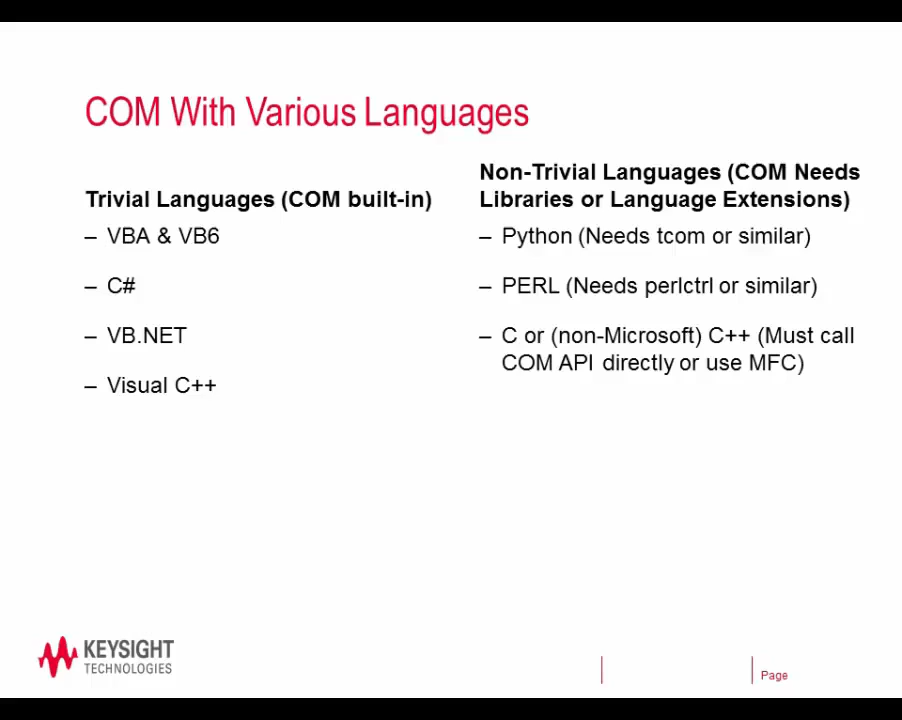 COM With Various Languages
Trivial Languages (COM built-in)
– VBA & VB6
– C#
– VB.NET
– Visual C++
Non-Trivial Languages (COM Needs
Libraries or Language Extensions)
– Python (Needs tcom or similar)
– PERL (Needs perlctrl or similar)
– C or (non-Microsoft) C++ (Must call
COM API directly or use MFC)
KEYSIGHT
TECHNOLOGIES
Page